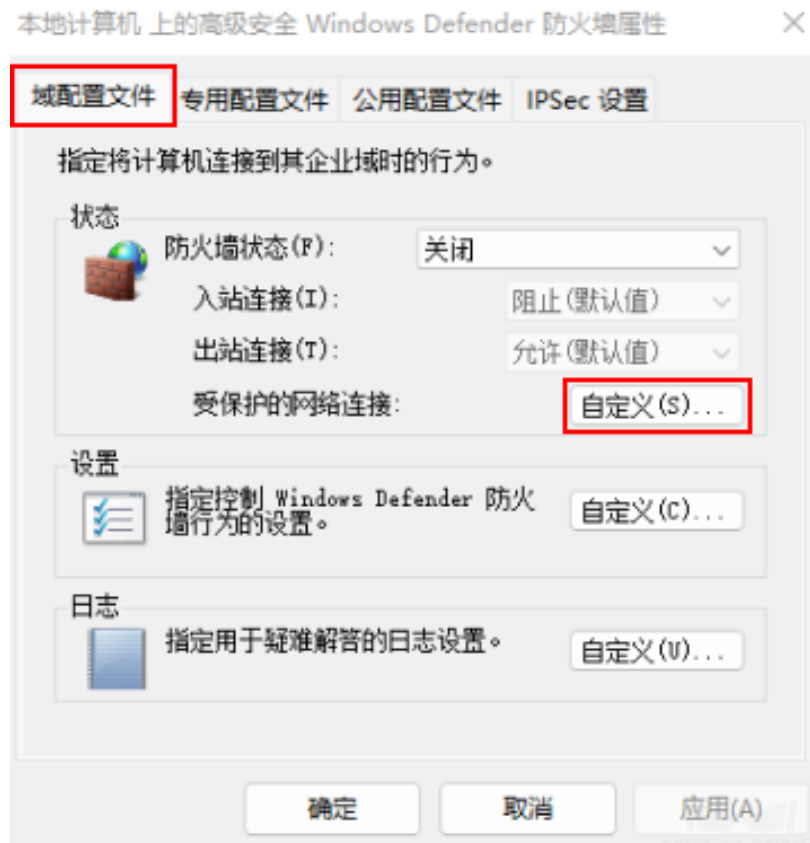 本地计算机 上的高级安全 Windows Defender 防火墙属性
域配置文件 专用配置文件 公用配置文件 IPSec 设置
指定将计算机连接到其企业域时的行为。
状态
防火墙状态(F): 关闭
入站连接(I): 阻止(默认值)
出站连接(T): 允许(默认值)
受保护的网络连接: 自定义(S)...
设置
指定控制 Windows Defender 防火
墙行为的设置。 自定义(C)...
日志
指定用于疑难解答的日志设置。 自定义(U)...
确定 取消 应用(A)